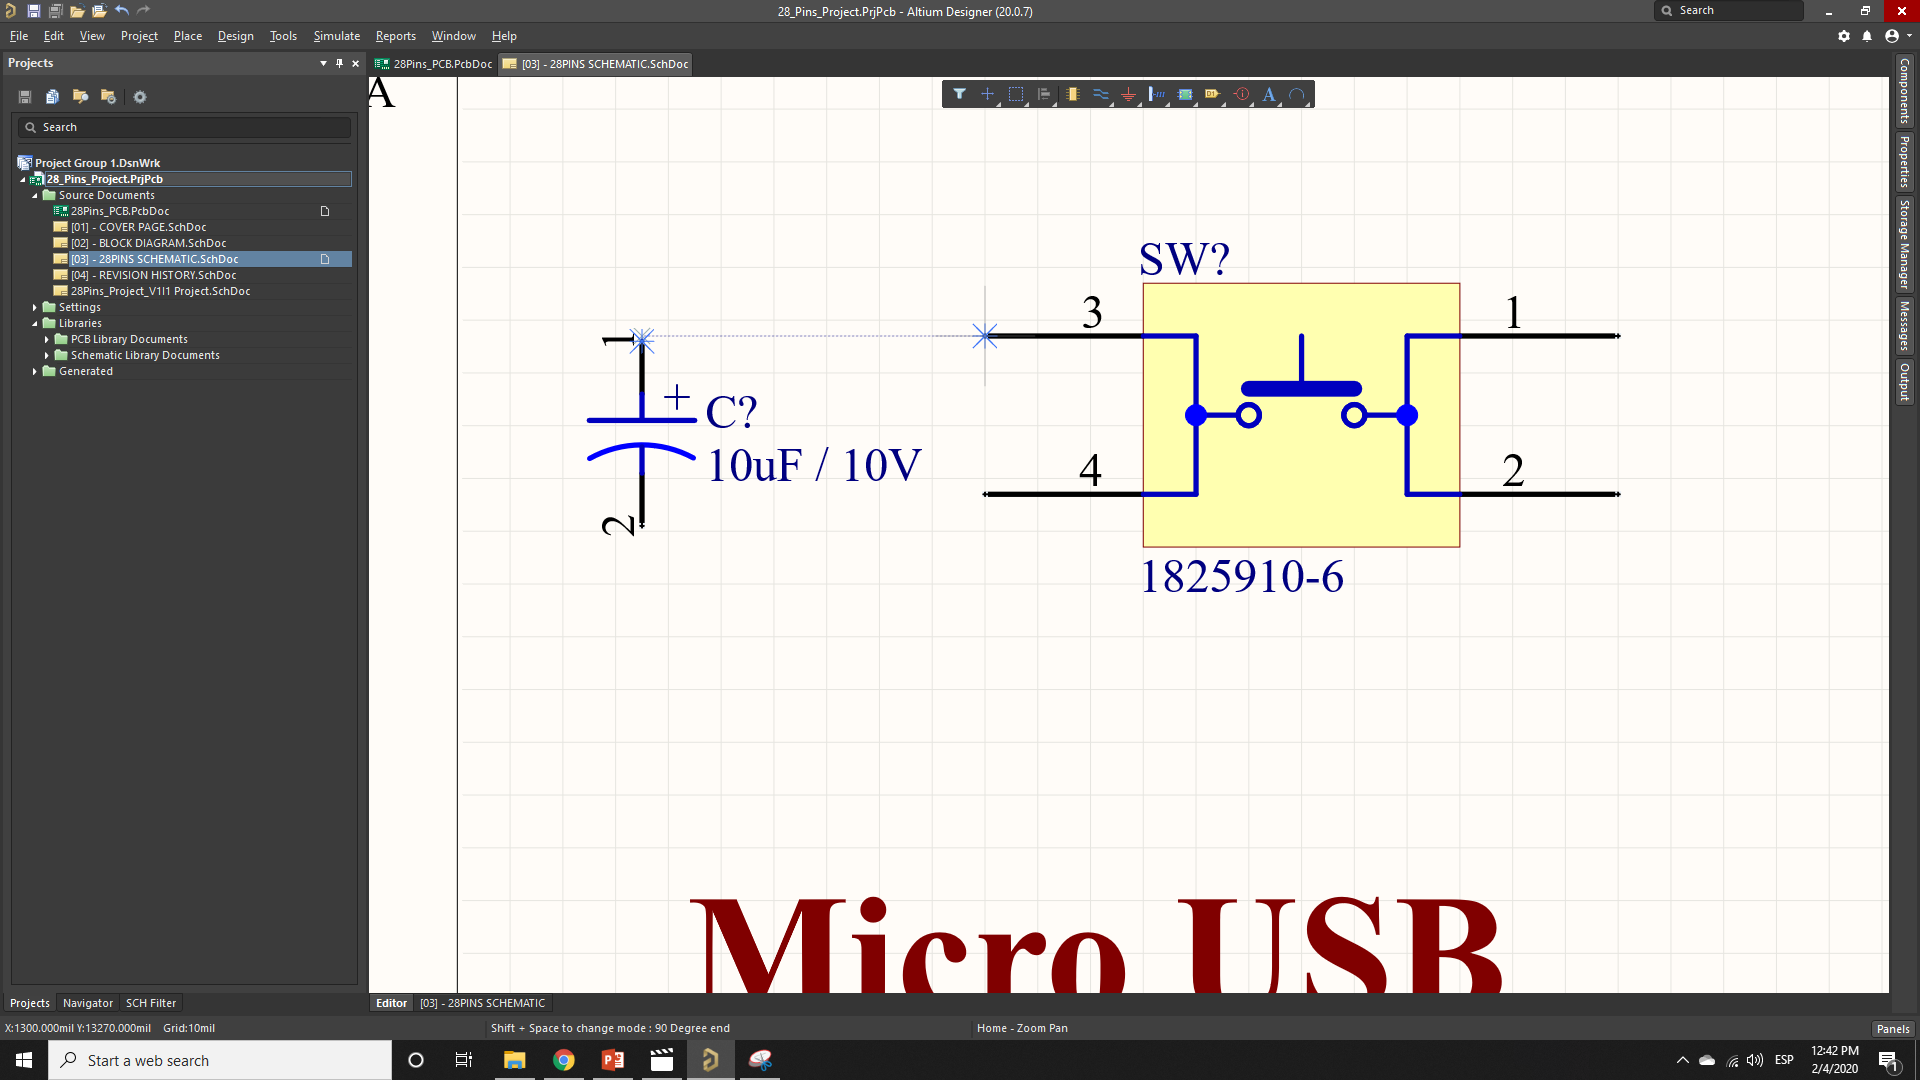 28_Pins_Project.PrjPcb - Altium Designer (20.0.7)
Search
File Edit View Project Place Design Tools Simulate Reports Window Help
Projects
28Pins_PCB.PcbDoc
[03] - 28PINS SCHEMATIC.SchDoc
Search
Project Group 1.DsnWrk
28_Pins_Project.PrjPcb
Source Documents
28Pins_PCB.PcbDoc
[01] - COVER PAGE.SchDoc
[02] - BLOCK DIAGRAM.SchDoc
[03] - 28PINS SCHEMATIC.SchDoc
[04] - REVISION HISTORY.SchDoc
28Pins_Project_V1I1 Project.SchDoc
Settings
Libraries
PCB Library Documents
Schematic Library Documents
Generated
A
SW?
3
1
1
C?
10uF / 10V
4
2
2
1825910-6
Micro USB
Components
Properties
Storage Manager
Messages
Output
Projects Navigator SCH Filter
Editor [03] - 28PINS SCHEMATIC
X:1300.000mil Y:13270.000mil Grid:10mil
Shift + Space to change mode : 90 Degree end
Home - Zoom Pan
Panels
Start a web search
ESP
12:42 PM
2/4/2020
1